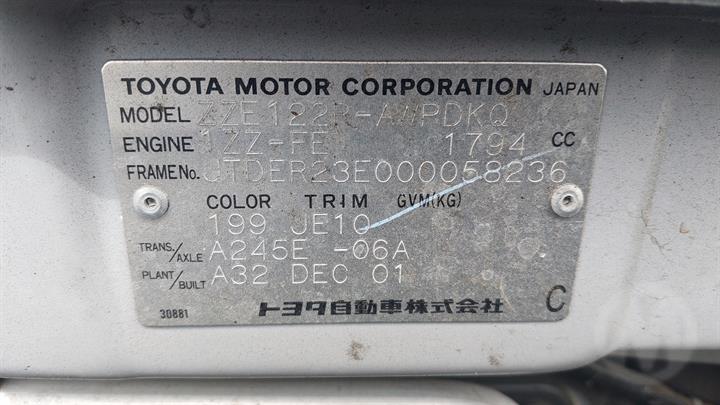 TOYOTA MOTOR CORPORATION JAPAN
MODEL ZZE122R-AWPDKQ
ENGINE 1ZZ-FE 1794 CC
FRAME No. JTDER23E000058236
COLOR TRIM GVM(KG)
199 JE10
TRANS./AXLE A245E -06A
PLANT/BUILT A32 DEC 01
30881 トヨタ自動車株式会社 C